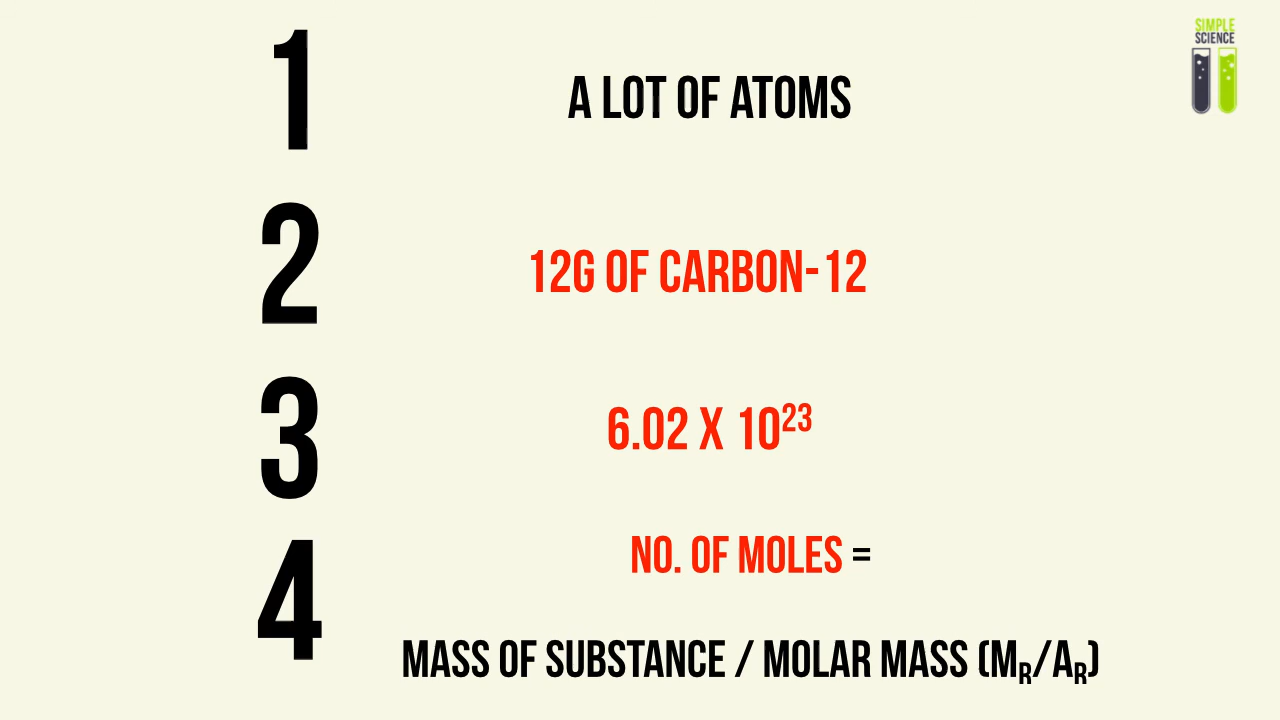 SIMPLE
SCIENCE
1
A LOT OF ATOMS
2
12G OF CARBON-12
3
6.02 X 10²³
4
NO. OF MOLES =
MASS OF SUBSTANCE / MOLAR MASS (Mᵣ/Aᵣ)